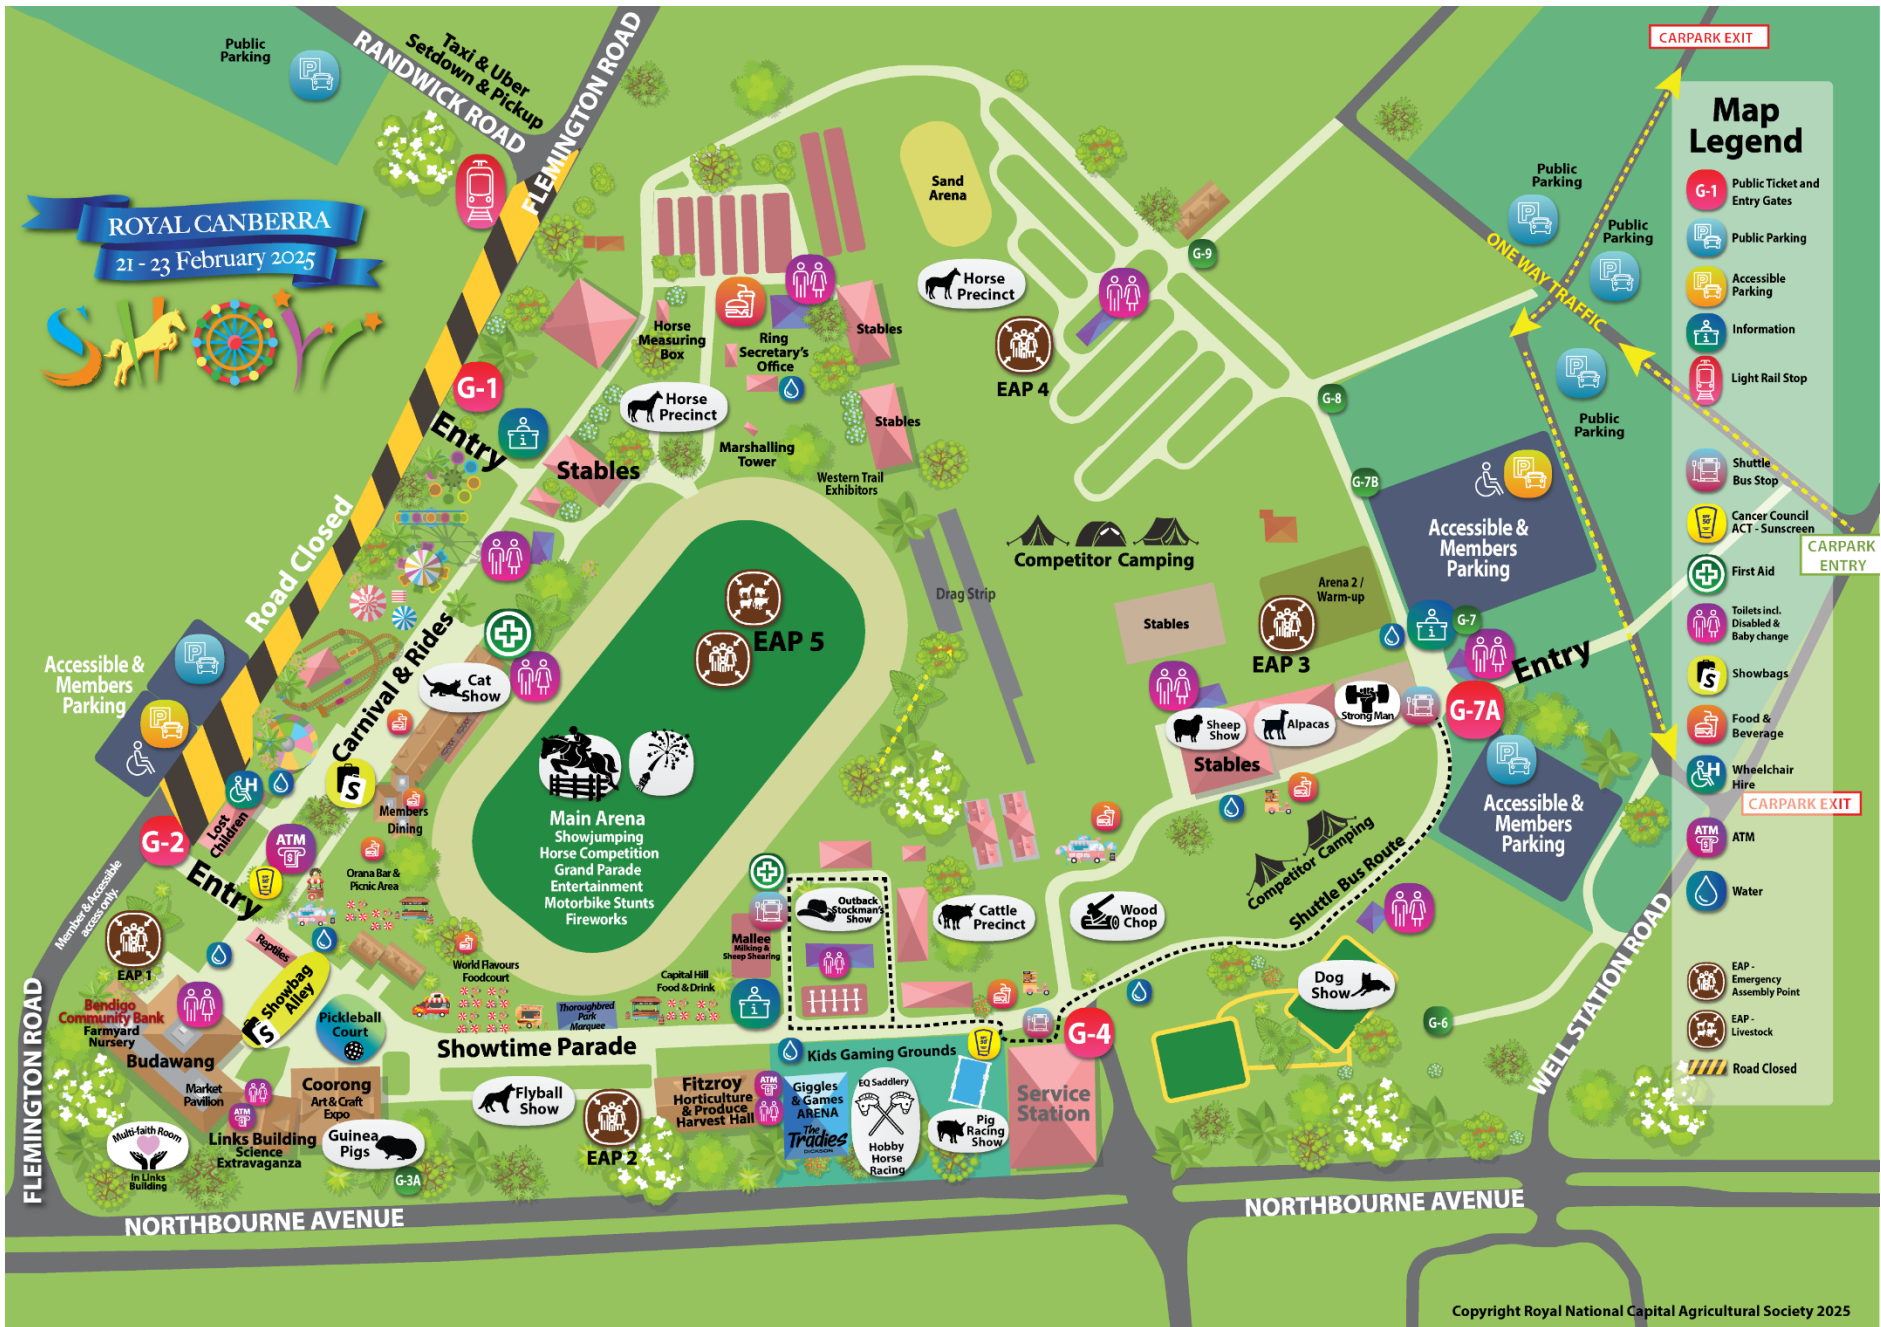 Public
Parking
RANDWICK ROAD
Taxi & Uber
Setdown & Pickup
FLEMINGTON ROAD
FLEMINGTON ROAD
ROYAL CANBERRA
21 - 23 February 2025
SHOW
Road Closed
G-1
Entry
Stables
Horse
Precinct
Horse
Measuring
Box
Ring
Secretary's
Office
Marshalling
Tower
Stables
Stables
Western Trail
Exhibitors
Sand
Arena
Horse
Precinct
EAP 4
G-9
G-8
G-7B
ONE WAY TRAFFIC
Public
Parking
Public
Parking
Public
Parking
CARPARK EXIT
Accessible &
Members
Parking
CARPARK
ENTRY
Competitor Camping
Drag Strip
Stables
Arena 2 /
Warm-up
EAP 3
G-7
Entry
G-7A
Sheep
Show
Alpacas
Strong Man
Stables
Accessible &
Members
Parking
CARPARK EXIT
Competitor Camping
Shuttle Bus Route
Accessible &
Members
Parking
Carnival & Rides
Cat
Show
EAP 5
Main Arena
Showjumping
Horse Competition
Grand Parade
Entertainment
Motorbike Stunts
Fireworks
G-2
Lost
Children
Entry
ATM
Members
Dining
Orana Bar &
Picnic Area
Member & Accessible
access only.
EAP 1
Reptiles
Showbag
Alley
World Flavours
Foodcourt
Capital Hill
Food & Drink
Mallee
Milking &
Sheep Shearing
Outback
Stockman's
Show
Cattle
Precinct
Wood
Chop
Dog
Show
G-6
WELL STATION ROAD
FLEMINGTON ROAD
Bendigo
Community Bank
Farmyard
Nursery
Budawang
Market
Pavilion
Pickleball
Court
Thoroughbred
Park
Marquee
Showtime Parade
Kids Gaming Grounds
G-4
Service
Station
Multi-faith Room
In Links
Building
ATM
Links Building
Science
Extravaganza
Coorong
Art & Craft
Expo
Guinea
Pigs
G-3A
Flyball
Show
EAP 2
Fitzroy
Horticulture
& Produce
Harvest Hall
ATM
Giggles
& Games
ARENA
The
Tradies
DICKSON
EQ Saddlery
Hobby
Horse
Racing
Pig
Racing
Show
NORTHBOURNE AVENUE
NORTHBOURNE AVENUE
Map
Legend
G-1
Public Ticket and
Entry Gates
Public Parking
Accessible
Parking
Information
Light Rail Stop
Shuttle
Bus Stop
Cancer Council
ACT - Sunscreen
First Aid
Toilets incl.
Disabled &
Baby change
Showbags
Food &
Beverage
Wheelchair
Hire
ATM
ATM
Water
EAP -
Emergency
Assembly Point
EAP -
Livestock
Road Closed
Copyright Royal National Capital Agricultural Society 2025